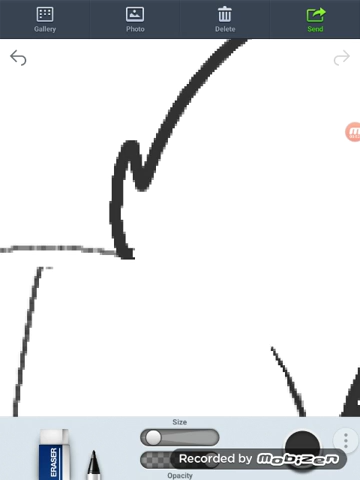 Gallery
Photo
Delete
Send
Size
ERASER
Recorded by Mobizen
Opacity